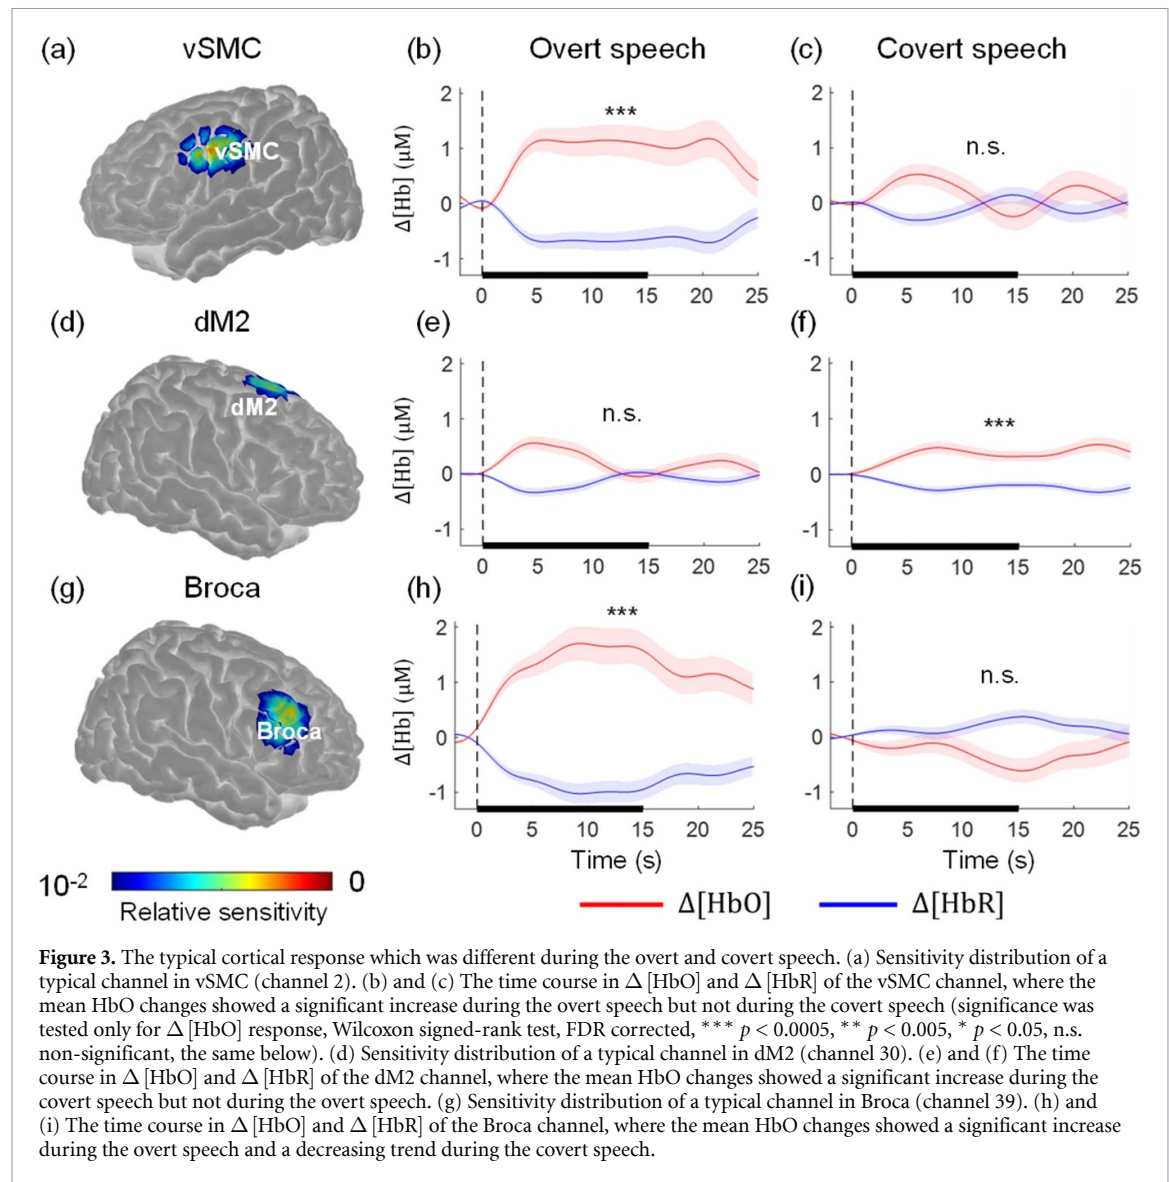 (a) vSMC (b) Overt speech (c) Covert speech
vSMC
Δ[Hb] (μM)
2
1
0
-1
***
0 5 10 15 20 25
2
1
0
-1
n.s.
0 5 10 15 20 25
(d) dM2 (e) (f)
dM2
Δ[Hb] (μM)
2
1
0
-1
n.s.
0 5 10 15 20 25
2
1
0
-1
***
0 5 10 15 20 25
(g) Broca (h) (i)
Broca
Δ[Hb] (μM)
2
1
0
-1
***
0 5 10 15 20 25
Time (s)
2
1
0
-1
n.s.
0 5 10 15 20 25
Time (s)
10-2 0
Relative sensitivity
Δ[HbO] Δ[HbR]
Figure 3. The typical cortical response which was different during the overt and covert speech. (a) Sensitivity distribution of a
typical channel in vSMC (channel 2). (b) and (c) The time course in Δ [HbO] and Δ [HbR] of the vSMC channel, where the
mean HbO changes showed a significant increase during the overt speech but not during the covert speech (significance was
tested only for Δ [HbO] response, Wilcoxon signed-rank test, FDR corrected, *** p < 0.0005, ** p < 0.005, * p < 0.05, n.s.
non-significant, the same below). (d) Sensitivity distribution of a typical channel in dM2 (channel 30). (e) and (f) The time
course in Δ [HbO] and Δ [HbR] of the dM2 channel, where the mean HbO changes showed a significant increase during the
covert speech but not during the overt speech. (g) Sensitivity distribution of a typical channel in Broca (channel 39). (h) and
(i) The time course in Δ [HbO] and Δ [HbR] of the Broca channel, where the mean HbO changes showed a significant increase
during the overt speech and a decreasing trend during the covert speech.